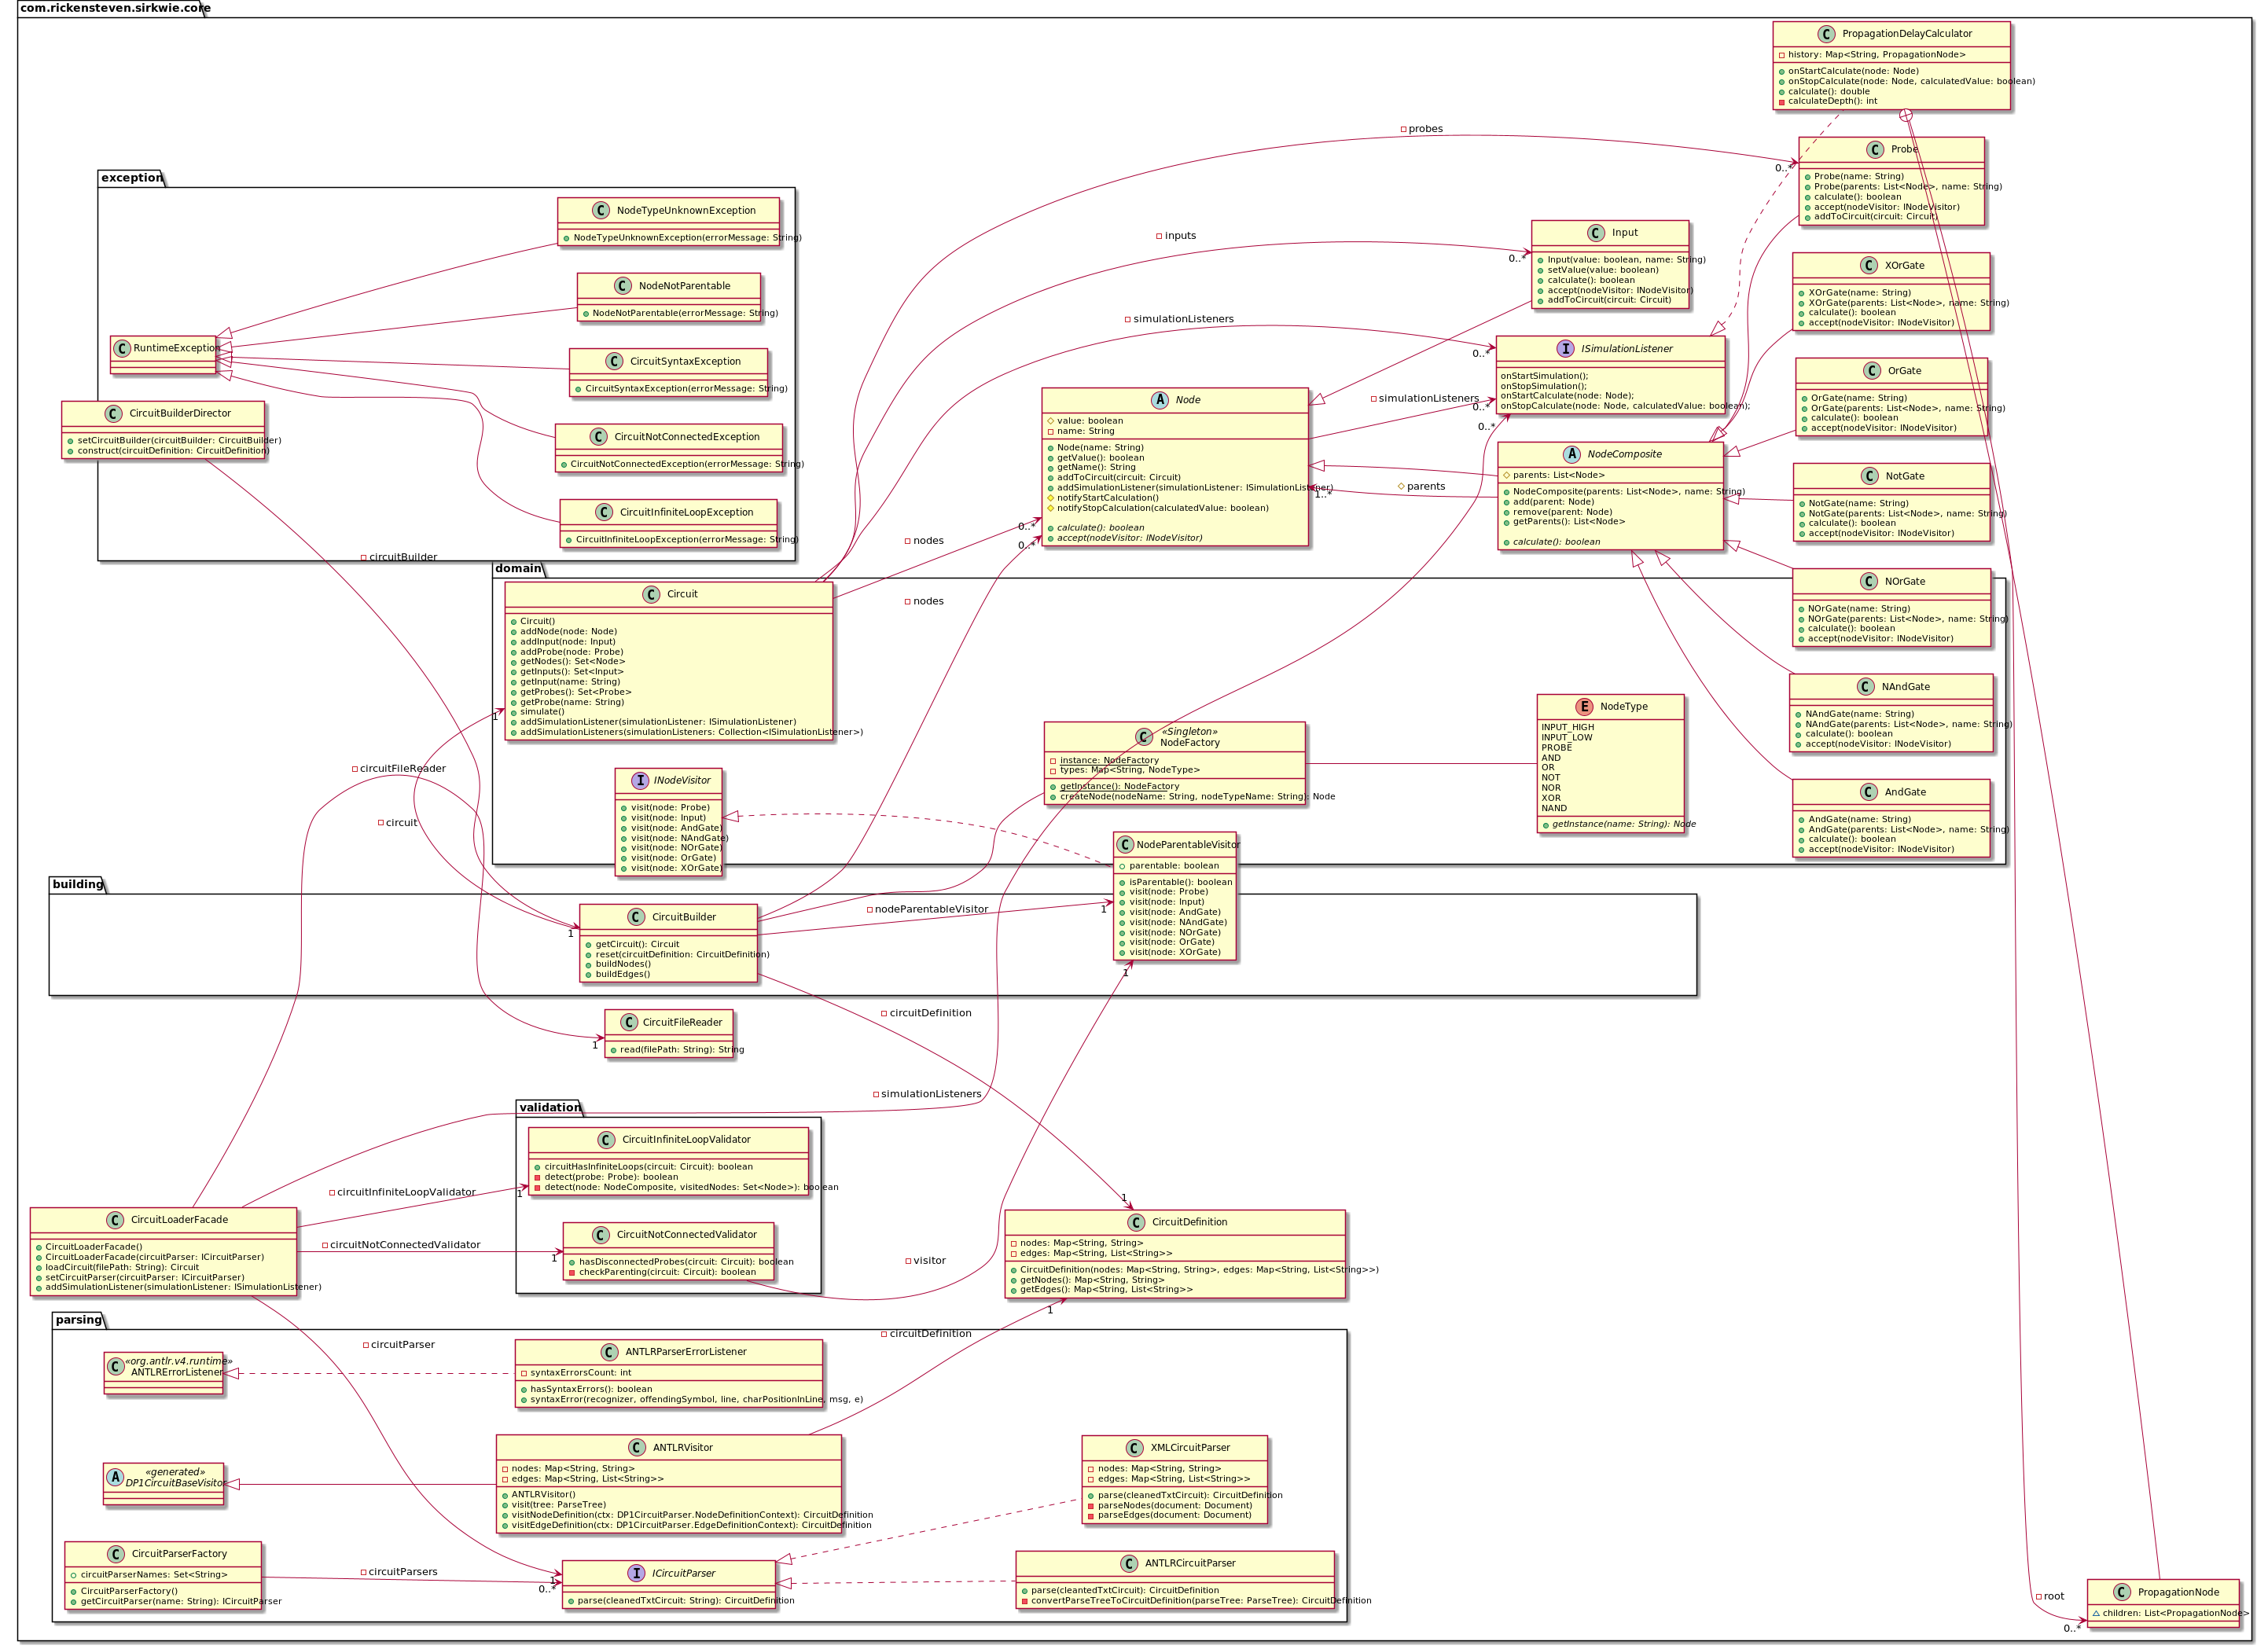 com.rickensteven.sirkwie.core
PropagationDelayCalculator
history: Map<String, PropagationNode>
onStartCalculate(node: Node)
onStopCalculate(node: Node, calculatedValue: boolean)
calculate(): double
calculateDepth(): int
probes
0..*
Probe
Probe(name: String)
Probe(parents: List<Node>, name: String)
calculate(): boolean
accept(nodeVisitor: INodeVisitor)
addToCircuit(circuit: Circuit)
exception
NodeTypeUnknownException
NodeTypeUnknownException(errorMessage: String)
NodeNotParentable
NodeNotParentable(errorMessage: String)
RuntimeException
CircuitSyntaxException
CircuitSyntaxException(errorMessage: String)
CircuitNotConnectedException
CircuitNotConnectedException(errorMessage: String)
CircuitInfiniteLoopException
CircuitInfiniteLoopException(errorMessage: String)
CircuitBuilderDirector
setCircuitBuilder(circuitBuilder: CircuitBuilder)
construct(circuitDefinition: CircuitDefinition)
circuitBuilder
inputs
0..*
Input
Input(value: boolean, name: String)
setValue(value: boolean)
calculate(): boolean
accept(nodeVisitor: INodeVisitor)
addToCircuit(circuit: Circuit)
XOrGate
XOrGate(name: String)
XOrGate(parents: List<Node>, name: String)
calculate(): boolean
accept(nodeVisitor: INodeVisitor)
simulationListeners
0..*
ISimulationListener
onStartSimulation();
onStopSimulation();
onStartCalculate(node: Node);
onStopCalculate(node: Node, calculatedValue: boolean);
simulationListeners
0..*
0..*
OrGate
OrGate(name: String)
OrGate(parents: List<Node>, name: String)
calculate(): boolean
accept(nodeVisitor: INodeVisitor)
Node
value: boolean
name: String
Node(name: String)
getValue(): boolean
getName(): String
addToCircuit(circuit: Circuit)
addSimulationListener(simulationListener: ISimulationListener)
notifyStartCalculation()
notifyStopCalculation(calculatedValue: boolean)
calculate(): boolean
accept(nodeVisitor: INodeVisitor)
parents
1..*
NodeComposite
parents: List<Node>
NodeComposite(parents: List<Node>, name: String)
add(parent: Node)
remove(parent: Node)
getParents(): List<Node>
calculate(): boolean
NotGate
NotGate(name: String)
NotGate(parents: List<Node>, name: String)
calculate(): boolean
accept(nodeVisitor: INodeVisitor)
nodes
0..*
nodes
0..*
domain
Circuit
Circuit()
addNode(node: Node)
addInput(node: Input)
addProbe(node: Probe)
getNodes(): Set<Node>
getInputs(): Set<Input>
getInput(name: String)
getProbes(): Set<Probe>
getProbe(name: String)
simulate()
addSimulationListener(simulationListener: ISimulationListener)
addSimulationListeners(simulationListeners: Collection<ISimulationListener>)
1
NOrGate
NOrGate(name: String)
NOrGate(parents: List<Node>, name: String)
calculate(): boolean
accept(nodeVisitor: INodeVisitor)
NAndGate
NAndGate(name: String)
NAndGate(parents: List<Node>, name: String)
calculate(): boolean
accept(nodeVisitor: INodeVisitor)
AndGate
AndGate(name: String)
AndGate(parents: List<Node>, name: String)
calculate(): boolean
accept(nodeVisitor: INodeVisitor)
NodeType
INPUT_HIGH
INPUT_LOW
PROBE
AND
OR
NOT
NOR
XOR
NAND
getInstance(name: String): Node
«Singleton»
NodeFactory
instance: NodeFactory
types: Map<String, NodeType>
getInstance(): NodeFactory
createNode(nodeName: String, nodeTypeName: String): Node
circuitFileReader
circuit
INodeVisitor
visit(node: Probe)
visit(node: Input)
visit(node: AndGate)
visit(node: NAndGate)
visit(node: NOrGate)
visit(node: OrGate)
visit(node: XOrGate)
NodeParentableVisitor
parentable: boolean
isParentable(): boolean
visit(node: Probe)
visit(node: Input)
visit(node: AndGate)
visit(node: NAndGate)
visit(node: NOrGate)
visit(node: OrGate)
visit(node: XOrGate)
building
nodeParentableVisitor
1
1
1
CircuitBuilder
getCircuit(): Circuit
reset(circuitDefinition: CircuitDefinition)
buildNodes()
buildEdges()
circuitDefinition
CircuitFileReader
read(filePath: String): String
1
simulationListeners
validation
CircuitInfiniteLoopValidator
circuitHasInfiniteLoops(circuit: Circuit): boolean
detect(probe: Probe): boolean
detect(node: NodeComposite, visitedNodes: Set<Node>): boolean
circuitInfiniteLoopValidator
1
CircuitNotConnectedValidator
hasDisconnectedProbes(circuit: Circuit): boolean
checkParenting(circuit: Circuit): boolean
circuitNotConnectedValidator
1
visitor
CircuitLoaderFacade
CircuitLoaderFacade()
CircuitLoaderFacade(circuitParser: ICircuitParser)
loadCircuit(filePath: String): Circuit
setCircuitParser(circuitParser: ICircuitParser)
addSimulationListener(simulationListener: ISimulationListener)
1
CircuitDefinition
nodes: Map<String, String>
edges: Map<String, List<String>>
CircuitDefinition(nodes: Map<String, String>, edges: Map<String, List<String>>)
getNodes(): Map<String, String>
getEdges(): Map<String, List<String>>
1
circuitDefinition
parsing
circuitParser
«org.antlr.v4.runtime»
ANTLRErrorListener
ANTLRParserErrorListener
syntaxErrorsCount: int
hasSyntaxErrors(): boolean
syntaxError(recognizer, offendingSymbol, line, charPositionInLine, msg, e)
«generated»
DP1CircuitBaseVisitor
ANTLRVisitor
nodes: Map<String, String>
edges: Map<String, List<String>>
ANTLRVisitor()
visit(tree: ParseTree)
visitNodeDefinition(ctx: DP1CircuitParser.NodeDefinitionContext): CircuitDefinition
visitEdgeDefinition(ctx: DP1CircuitParser.EdgeDefinitionContext): CircuitDefinition
XMLCircuitParser
nodes: Map<String, String>
edges: Map<String, List<String>>
parse(cleanedTxtCircuit): CircuitDefinition
parseNodes(document: Document)
parseEdges(document: Document)
CircuitParserFactory
circuitParserNames: Set<String>
CircuitParserFactory()
getCircuitParser(name: String): ICircuitParser
circuitParsers
1
0..*
ICircuitParser
parse(cleanedTxtCircuit: String): CircuitDefinition
ANTLRCircuitParser
parse(cleantedTxtCircuit): CircuitDefinition
convertParseTreeToCircuitDefinition(parseTree: ParseTree): CircuitDefinition
root
0..*
PropagationNode
children: List<PropagationNode>